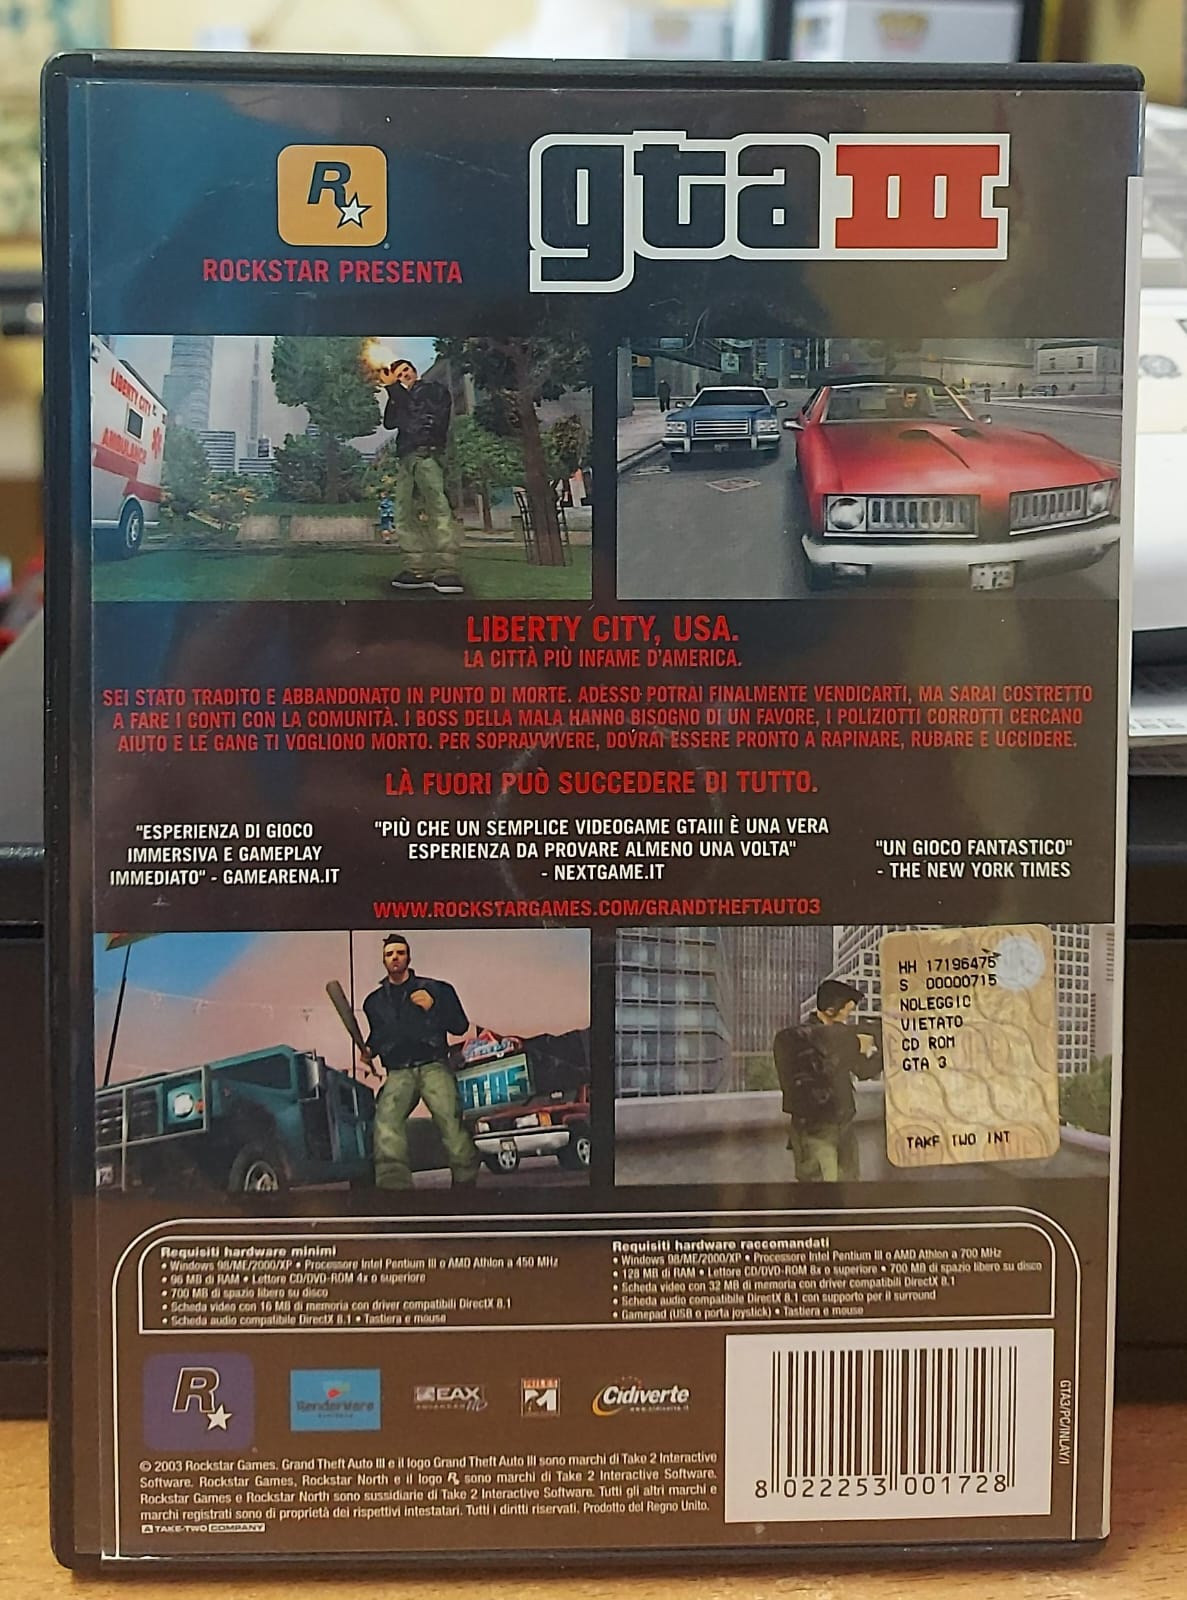 R
gta III
ROCKSTAR PRESENTA
LIBERTY CITY
AMBULANCE
LIBERTY CITY, USA.
LA CITTÀ PIÙ INFAME D'AMERICA.
SEI STATO TRADITO E ABBANDONATO IN PUNTO DI MORTE. ADESSO POTRAI FINALMENTE VENDICARTI, MA SARAI COSTRETTO
A FARE I CONTI CON LA COMUNITÀ. I BOSS DELLA MALA HANNO BISOGNO DI UN FAVORE, I POLIZIOTTI CORROTTI CERCANO
AIUTO E LE GANG TI VOGLIONO MORTO. PER SOPRAVVIVERE, DOVRAI ESSERE PRONTO A RAPINARE, RUBARE E UCCIDERE.
LÀ FUORI PUÒ SUCCEDERE DI TUTTO.
"ESPERIENZA DI GIOCO
IMMERSIVA E GAMEPLAY
IMMEDIATO" - GAMEARENA.IT
"PIÙ CHE UN SEMPLICE VIDEOGAME GTAIII È UNA VERA
ESPERIENZA DA PROVARE ALMENO UNA VOLTA"
- NEXTGAME.IT
"UN GIOCO FANTASTICO"
- THE NEW YORK TIMES
WWW.ROCKSTARGAMES.COM/GRANDTHEFTAUTO3
HH 17196475
S 00000715
NOLEGGIO
VIETATO
CD ROM
GTA 3
TAKE TWO INT
Requisiti hardware minimi
• Windows 98/ME/2000/XP • Processore Intel Pentium III o AMD Athlon a 450 MHz
• 96 MB di RAM • Lettore CD/DVD-ROM 4x o superiore
• 700 MB di spazio libero su disco
• Scheda video con 16 MB di memoria con driver compatibili DirectX 8.1
• Scheda audio compatibile DirectX 8.1 • Tastiera e mouse
Requisiti hardware raccomandati
• Windows 98/ME/2000/XP • Processore Intel Pentium III o AMD Athlon a 700 MHz
• 128 MB di RAM • Lettore CD/DVD-ROM 8x o superiore • 700 MB di spazio libero su disco
• Scheda video con 32 MB di memoria con driver compatibili DirectX 8.1
• Scheda audio compatibile DirectX 8.1 con supporto per il surround
• Gamepad (USB o porta joystick) • Tastiera e mouse
R
RenderWare
EAX
MILES
Cidiverte
www.cidiverte.it
GTA3/PC/INLAY/I
8 022253 001728
© 2003 Rockstar Games. Grand Theft Auto III e il logo Grand Theft Auto III sono marchi di Take 2 Interactive
Software. Rockstar Games, Rockstar North e il logo R sono marchi di Take 2 Interactive Software.
Rockstar Games e Rockstar North sono sussidiarie di Take 2 Interactive Software. Tutti gli altri marchi e
marchi registrati sono di proprietà dei rispettivi intestatari. Tutti i diritti riservati. Prodotto del Regno Unito.
A TAKE-TWO COMPANY